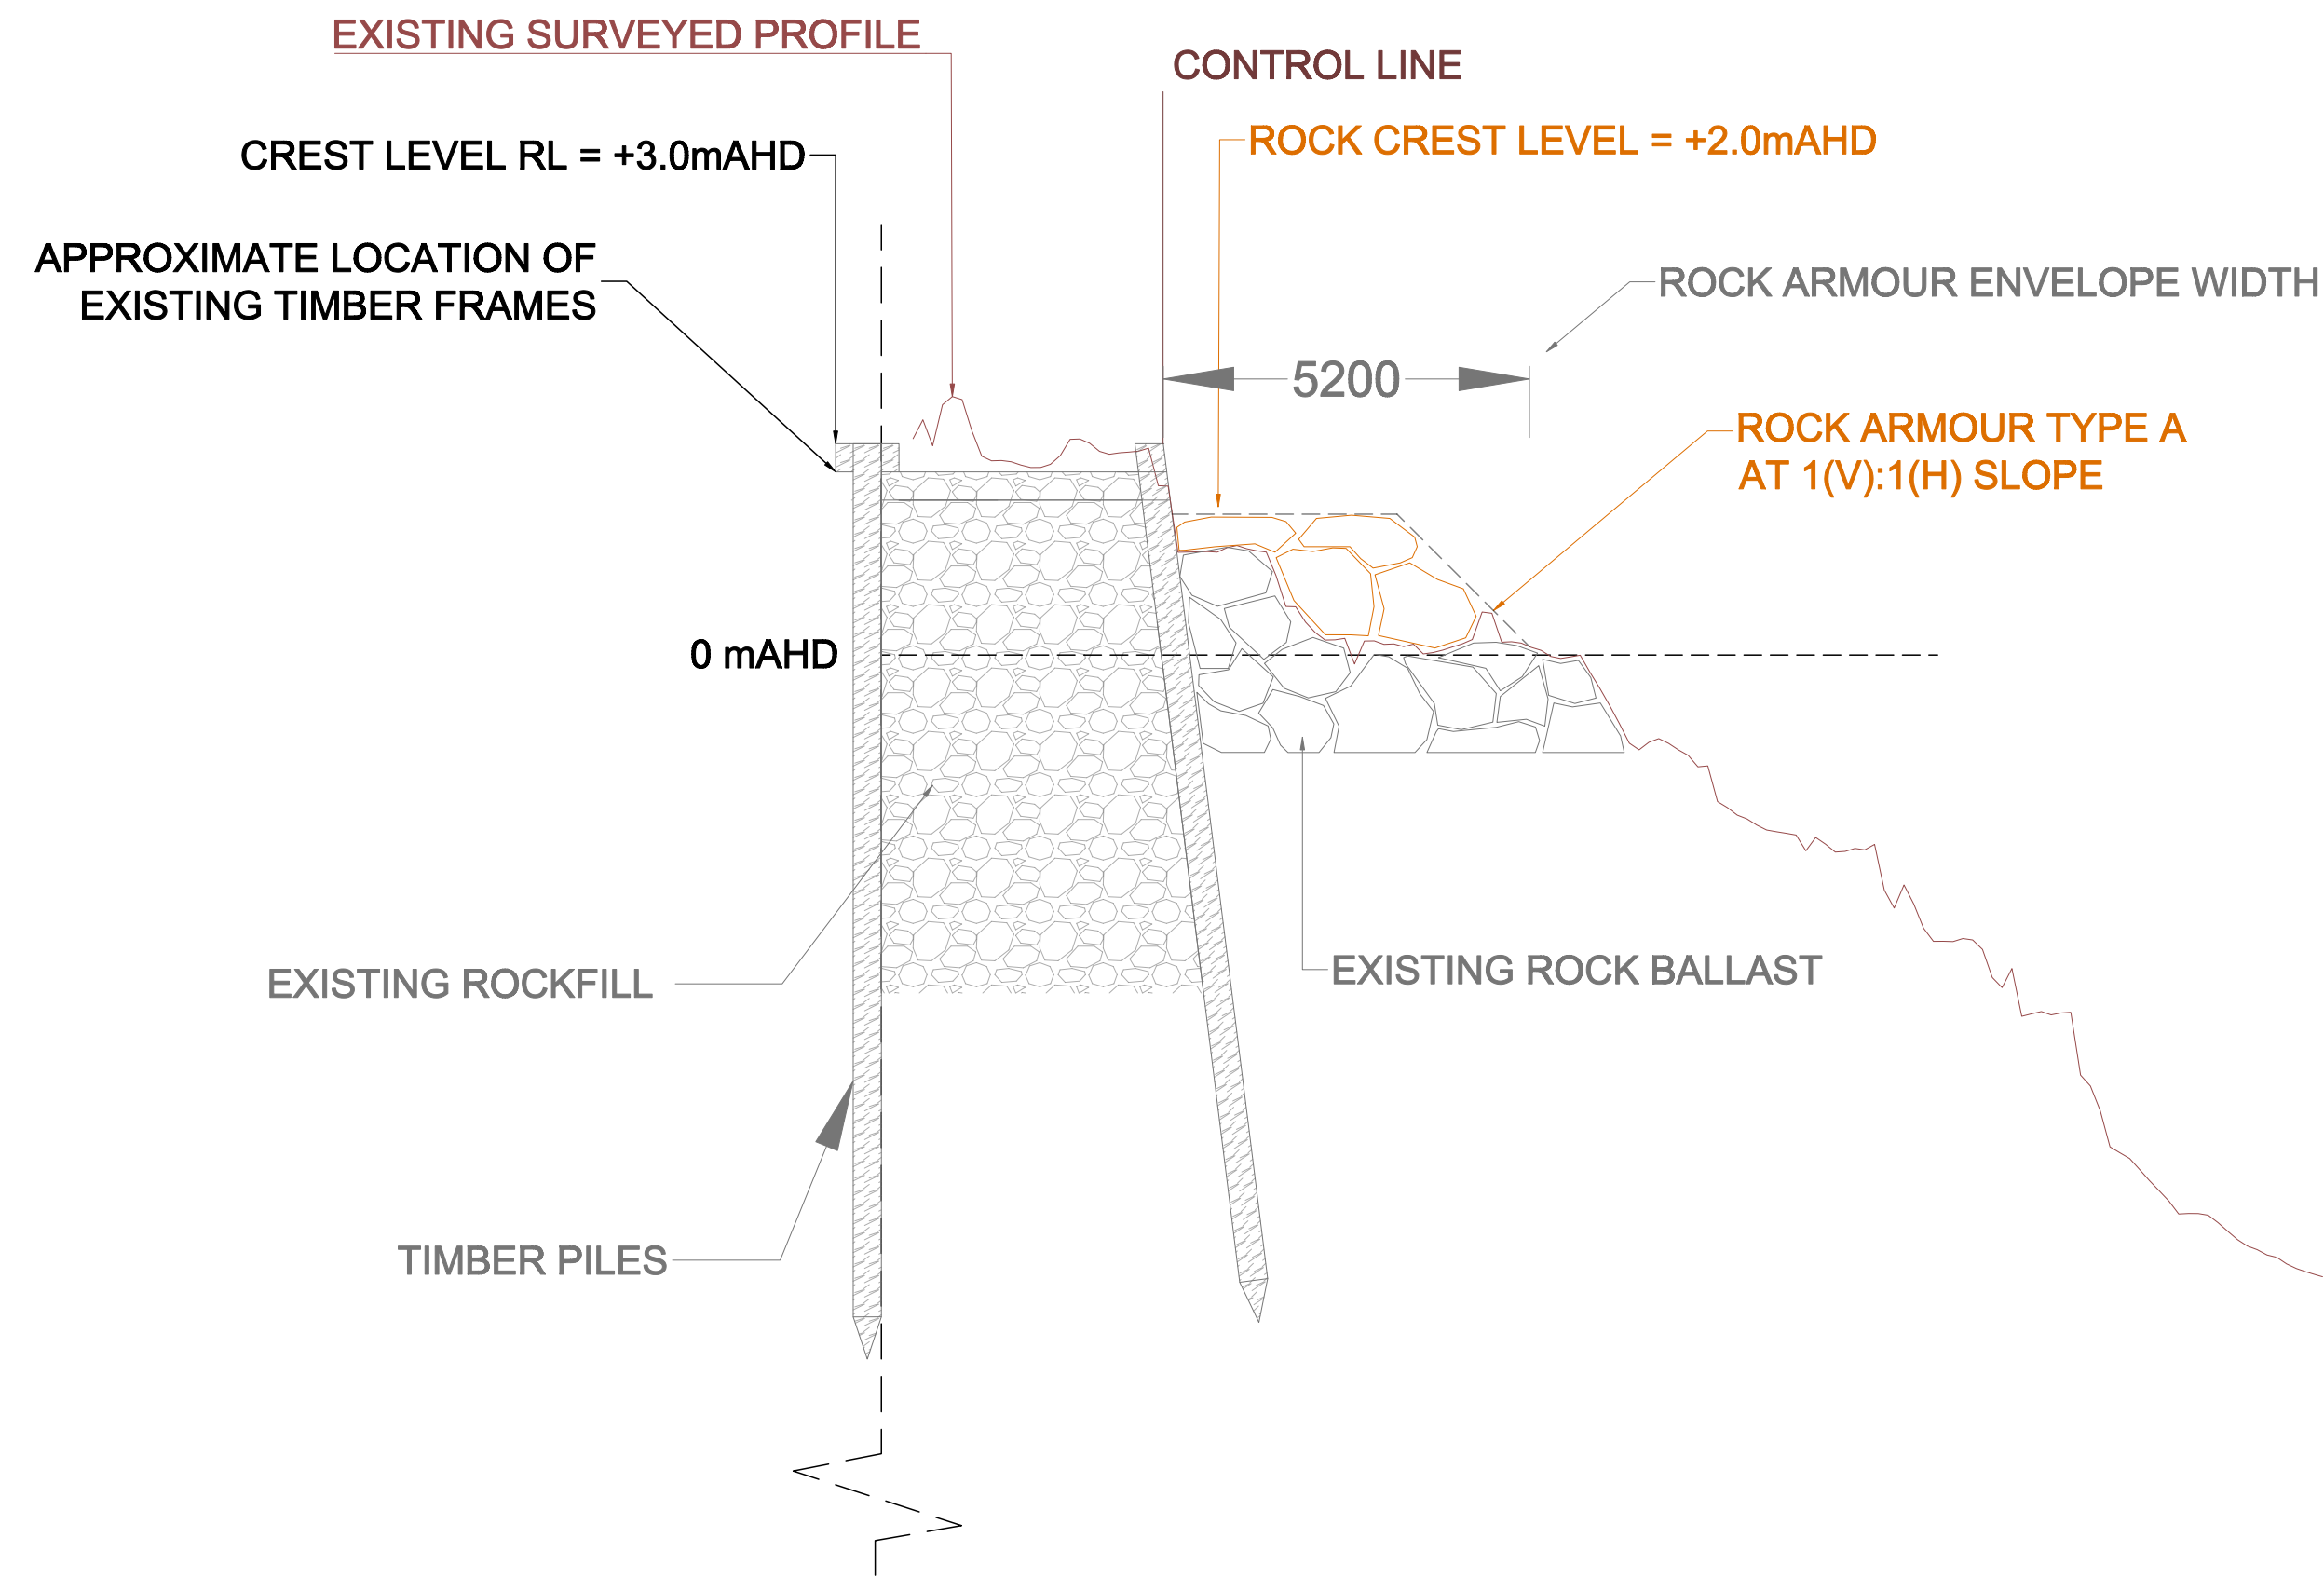 EXISTING SURVEYED PROFILE
CONTROL LINE
CREST LEVEL RL = +3.0mAHD
ROCK CREST LEVEL = +2.0mAHD
APPROXIMATE LOCATION OF
EXISTING TIMBER FRAMES
ROCK ARMOUR ENVELOPE WIDTH
5200
ROCK ARMOUR TYPE A
AT 1(V):1(H) SLOPE
0 mAHD
EXISTING ROCKFILL
EXISTING ROCK BALLAST
TIMBER PILES